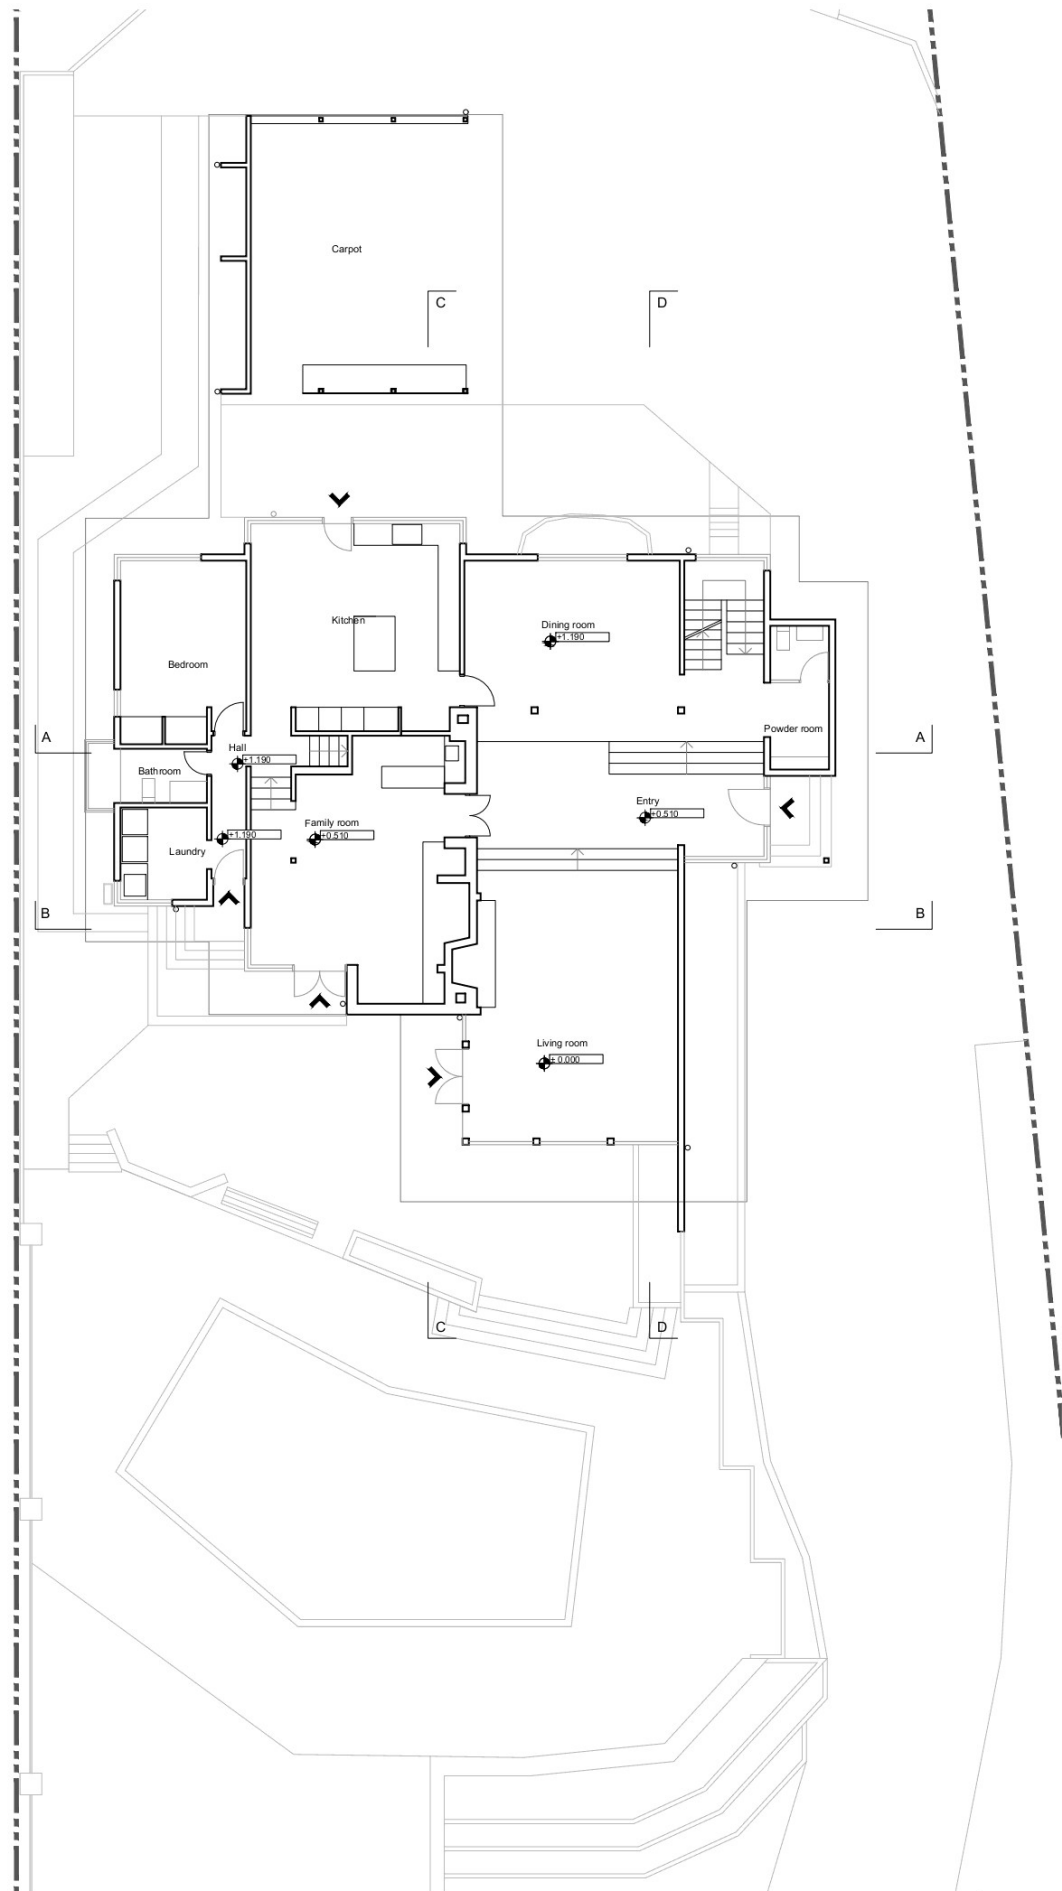 Carpot
C
D
Kitchen
Dining room
+1.190
Bedroom
Powder room
A
Hall
+1.190
A
Bathroom
Entry
+0.510
Family room
+0.510
+1.190
Laundry
B
B
Living room
± 0.000
C
D